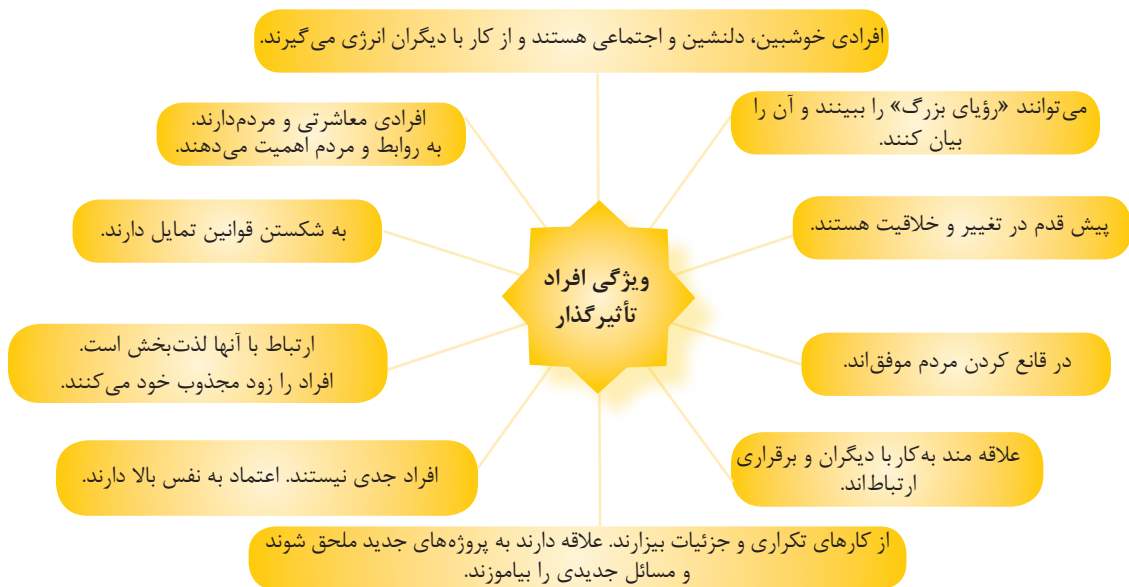 افرادی خوشبین، دلنشین و اجتماعی هستند و از کار با دیگران انرژی می‌گیرند.
می‌توانند «رؤیای بزرگ» را ببینند و آن را
بیان کنند.
افرادی معاشرتی و مردم‌دارند.
به روابط و مردم اهمیت می‌دهند.
پیش قدم در تغییر و خلاقیت هستند.
به شکستن قوانین تمایل دارند.
ویژگی افراد
تأثیرگذار
در قانع کردن مردم موفق‌اند.
ارتباط با آنها لذت‌بخش است.
افراد را زود مجذوب خود می‌کنند.
علاقه مند به کار با دیگران و برقراری
ارتباط‌اند.
افراد جدی نیستند. اعتماد به نفس بالا دارند.
از کارهای تکراری و جزئیات بیزارند. علاقه دارند به پروژه‌های جدید ملحق شوند
و مسائل جدیدی را بیاموزند.